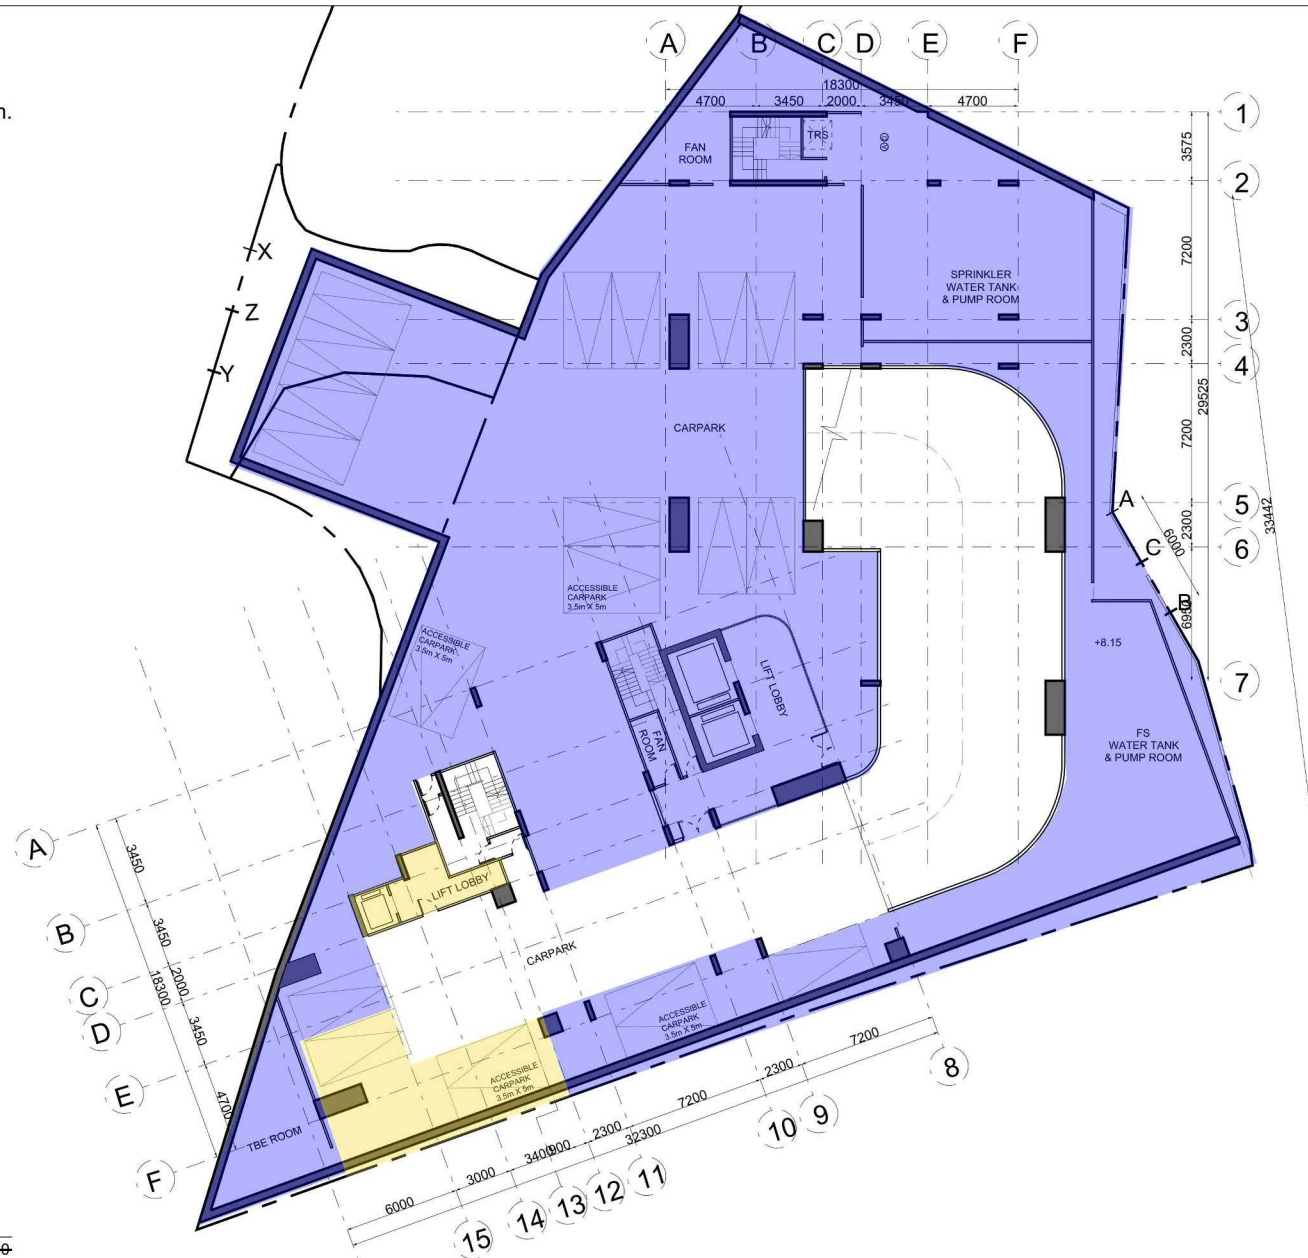 n.
A B C D E F
18300
4700 3450 2000 3450 4700
1
3575
TRS
FAN
ROOM
2
7200
X
SPRINKLER
WATER TANK
& PUMP ROOM
Z
3
2300
4
Y
29525
CARPARK
7200
A
5
33442
2300
6000
6
C
ACCESSIBLE
CARPARK
3.5m X 5m
B
6950
ACCESSIBLE
CARPARK
3.5m X 5m
+8.15
LIFT LOBBY
7
FAN
ROOM
FS
WATER TANK
& PUMP ROOM
A
3450
LIFT LOBBY
B
3450
CARPARK
2000
18300
C
D
3450
ACCESSIBLE
CARPARK
3.5m X 5m
7200
8
E
ACCESSIBLE
CARPARK
3.5m X 5m
2300
4700
7200
9
10
TBE ROOM
2300
32300
3400
900
F
3000
11
12
13
14
6000
15